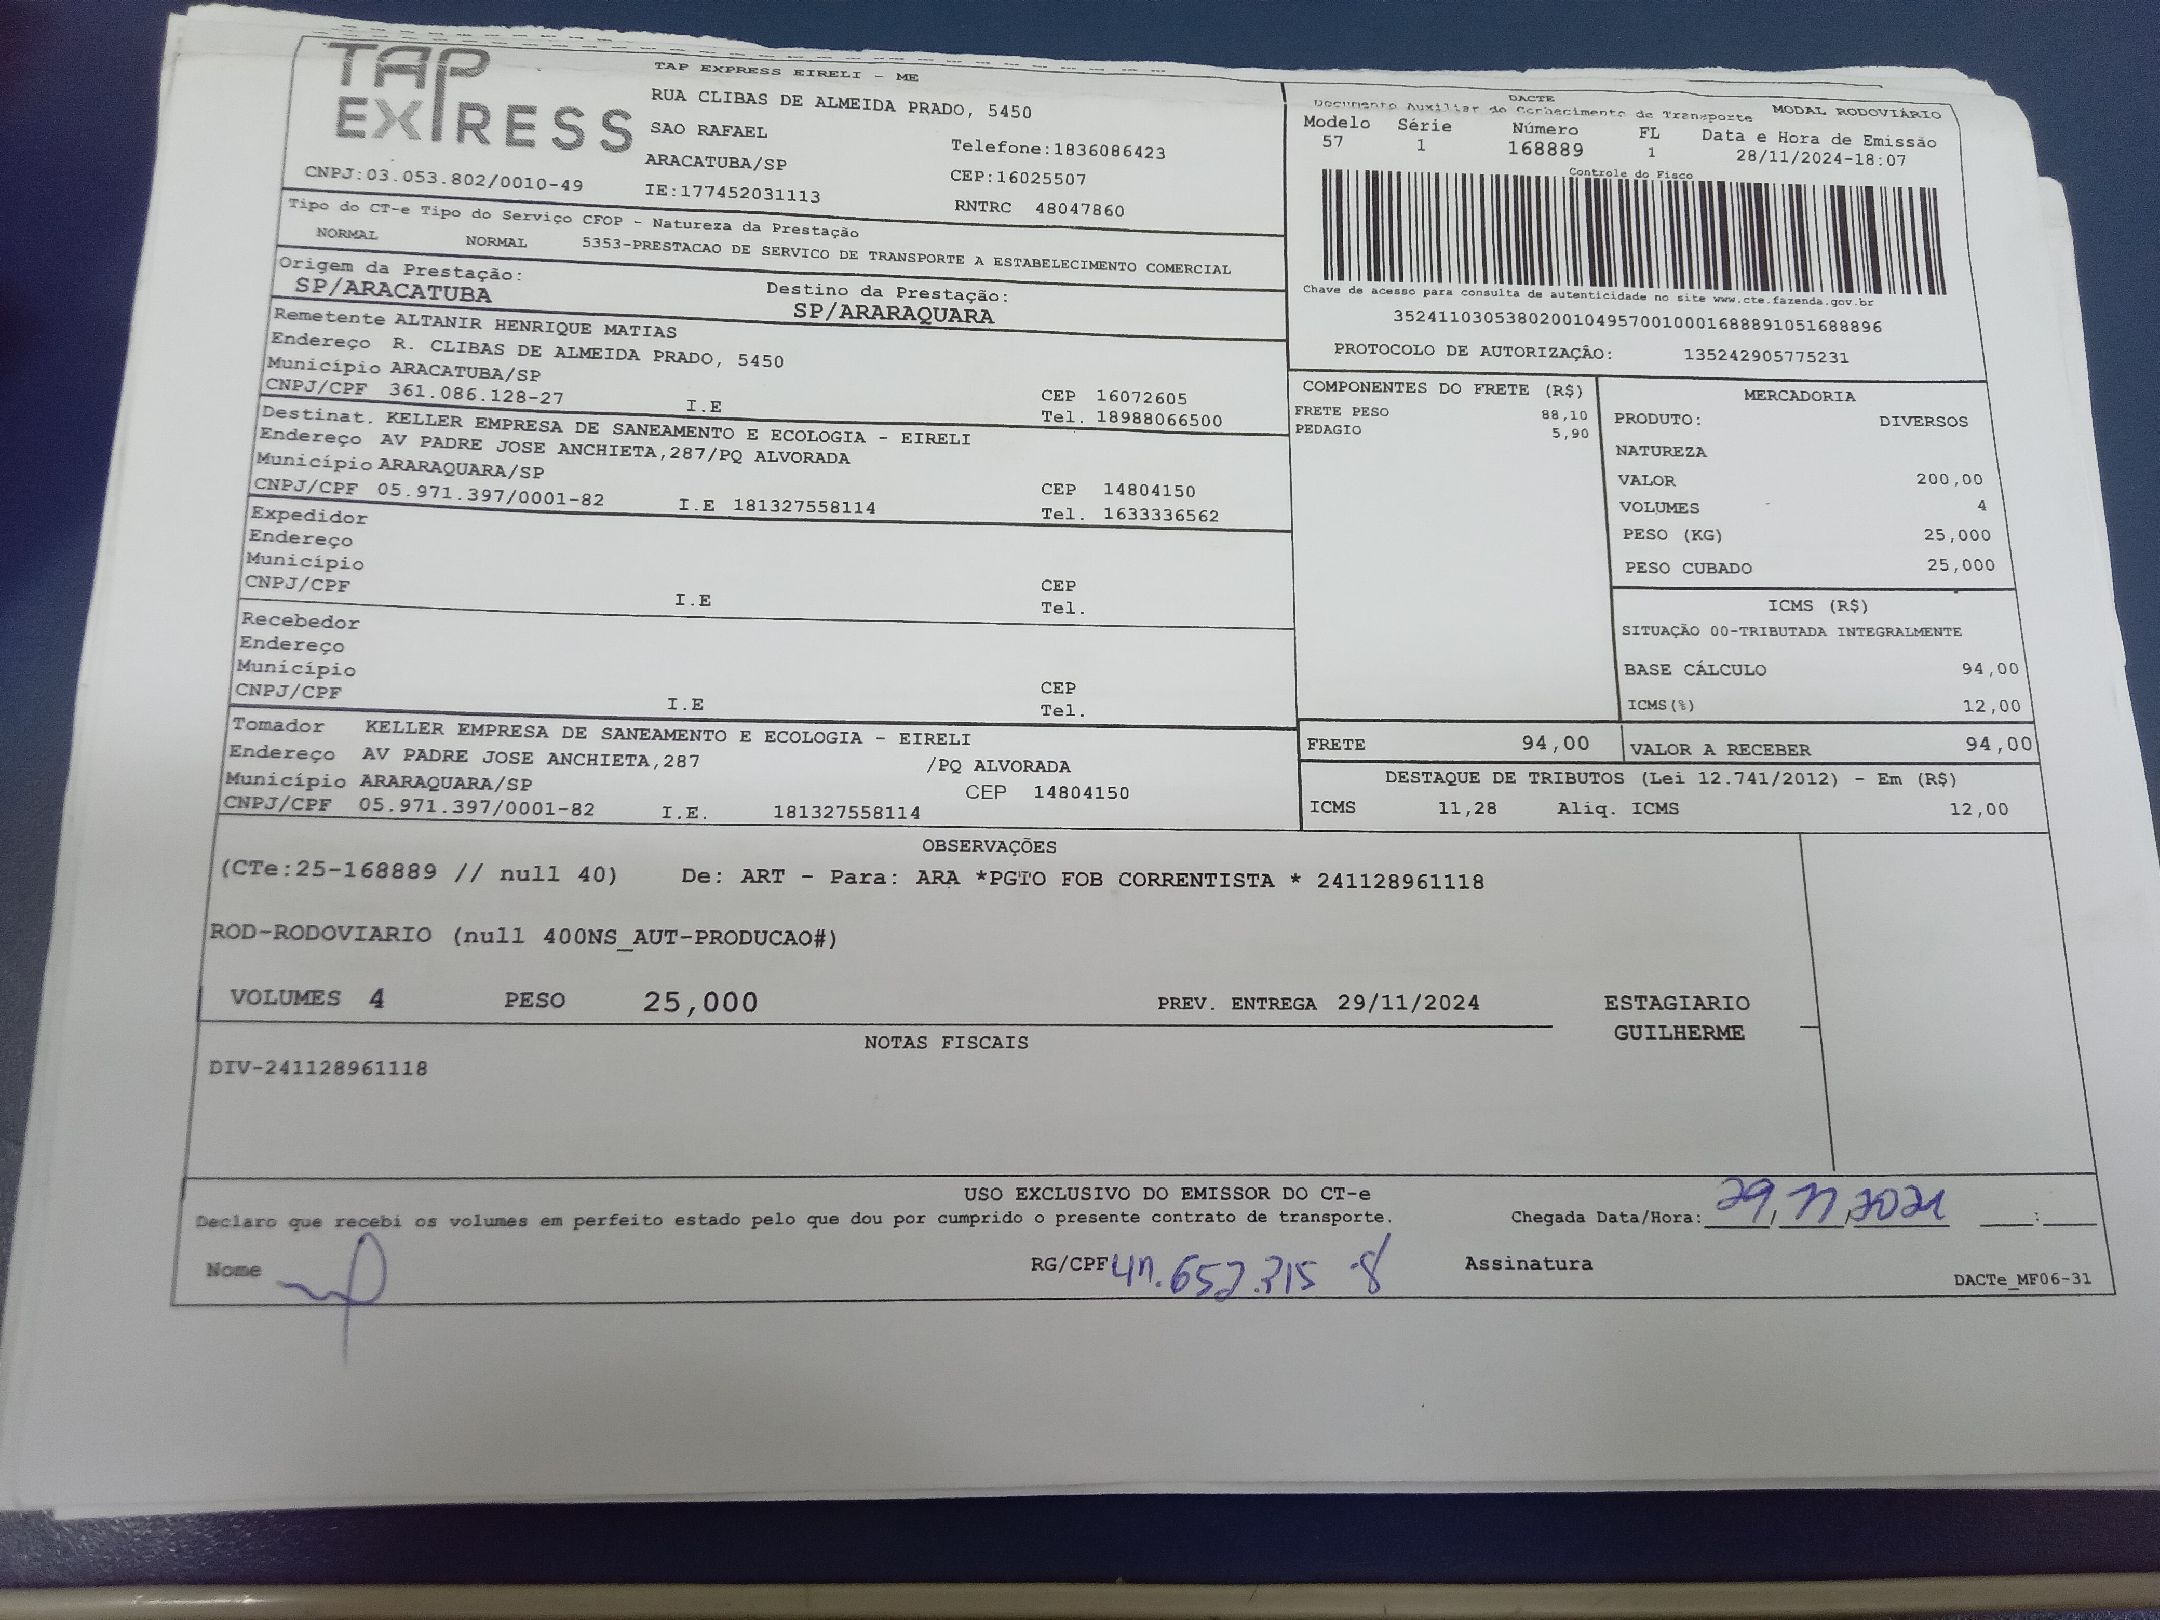 TAP EXPRESS
TAP EXPRESS EIRELI - ME
RUA CLIBAS DE ALMEIDA PRADO, 5450
SAO RAFAEL
Telefone:1836086423
ARACATUBA/SP
CEP:16025507
CNPJ:03.053.802/0010-49
IE:177452031113
RNTRC 48047860
DACTE
Documento Auxiliar do Conhecimento de Transporte
MODAL RODOVIÁRIO
Modelo Série Número FL Data e Hora de Emissão
57 1 168889 1 28/11/2024-18:07
Controle do Fisco
Chave de acesso para consulta de autenticidade no site www.cte.fazenda.gov.br
35241103053802001049570010001688891051688896
PROTOCOLO DE AUTORIZAÇÃO: 135242905775231
Tipo do CT-e Tipo do Serviço CFOP - Natureza da Prestação
NORMAL NORMAL 5353-PRESTACAO DE SERVICO DE TRANSPORTE A ESTABELECIMENTO COMERCIAL
Origem da Prestação:
SP/ARACATUBA
Destino da Prestação:
SP/ARARAQUARA
Remetente ALTANIR HENRIQUE MATIAS
Endereço R. CLIBAS DE ALMEIDA PRADO, 5450
Município ARACATUBA/SP
CEP 16072605
CNPJ/CPF 361.086.128-27 I.E Tel. 18988066500
Destinat. KELLER EMPRESA DE SANEAMENTO E ECOLOGIA - EIRELI
Endereço AV PADRE JOSE ANCHIETA,287/PQ ALVORADA
Município ARARAQUARA/SP
CEP 14804150
CNPJ/CPF 05.971.397/0001-82 I.E 181327558114 Tel. 1633336562
Expedidor
Endereço
Município
CEP
CNPJ/CPF I.E Tel.
Recebedor
Endereço
Município
CEP
CNPJ/CPF I.E Tel.
Tomador KELLER EMPRESA DE SANEAMENTO E ECOLOGIA - EIRELI
Endereço AV PADRE JOSE ANCHIETA,287 /PQ ALVORADA
Município ARARAQUARA/SP CEP 14804150
CNPJ/CPF 05.971.397/0001-82 I.E. 181327558114
COMPONENTES DO FRETE (R$)
FRETE PESO 88,10
PEDAGIO 5,90
MERCADORIA
PRODUTO: DIVERSOS
NATUREZA
VALOR 200,00
VOLUMES 4
PESO (KG) 25,000
PESO CUBADO 25,000
ICMS (R$)
SITUAÇÃO 00-TRIBUTADA INTEGRALMENTE
BASE CÁLCULO 94,00
ICMS(%) 12,00
FRETE 94,00 VALOR A RECEBER 94,00
DESTAQUE DE TRIBUTOS (Lei 12.741/2012) - Em (R$)
ICMS 11,28 Aliq. ICMS 12,00
OBSERVAÇÕES
(CTe:25-168889 // null 40) De: ART - Para: ARA *PGTO FOB CORRENTISTA * 241128961118
ROD-RODOVIARIO (null 400NS_AUT-PRODUCAO#)
VOLUMES 4 PESO 25,000 PREV. ENTREGA 29/11/2024 ESTAGIARIO
GUILHERME
NOTAS FISCAIS
DIV-241128961118
USO EXCLUSIVO DO EMISSOR DO CT-e
Declaro que recebi os volumes em perfeito estado pelo que dou por cumprido o presente contrato de transporte.
Chegada Data/Hora: 29, 11, :
Nome RG/CPF Assinatura
DACTe_MF06-31